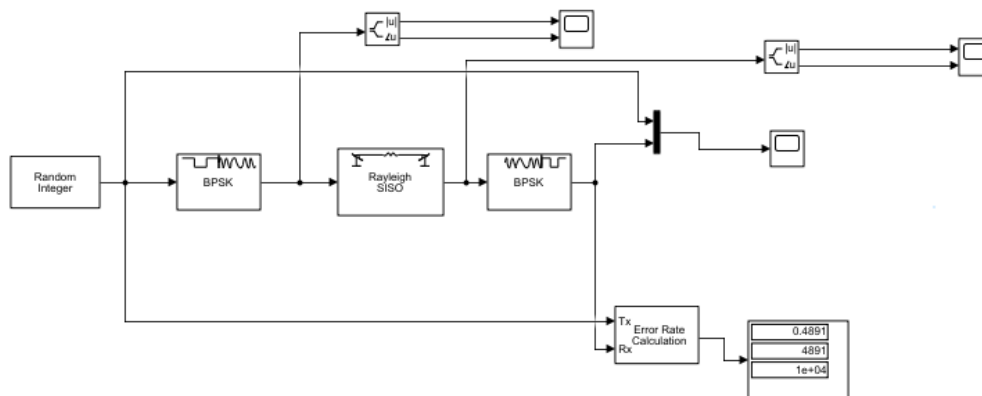 |u|
∠u
|u|
∠u
Random
Integer
BPSK
Rayleigh
SISO
BPSK
Tx
Rx
Error Rate
Calculation
0.4891
4891
1e+04